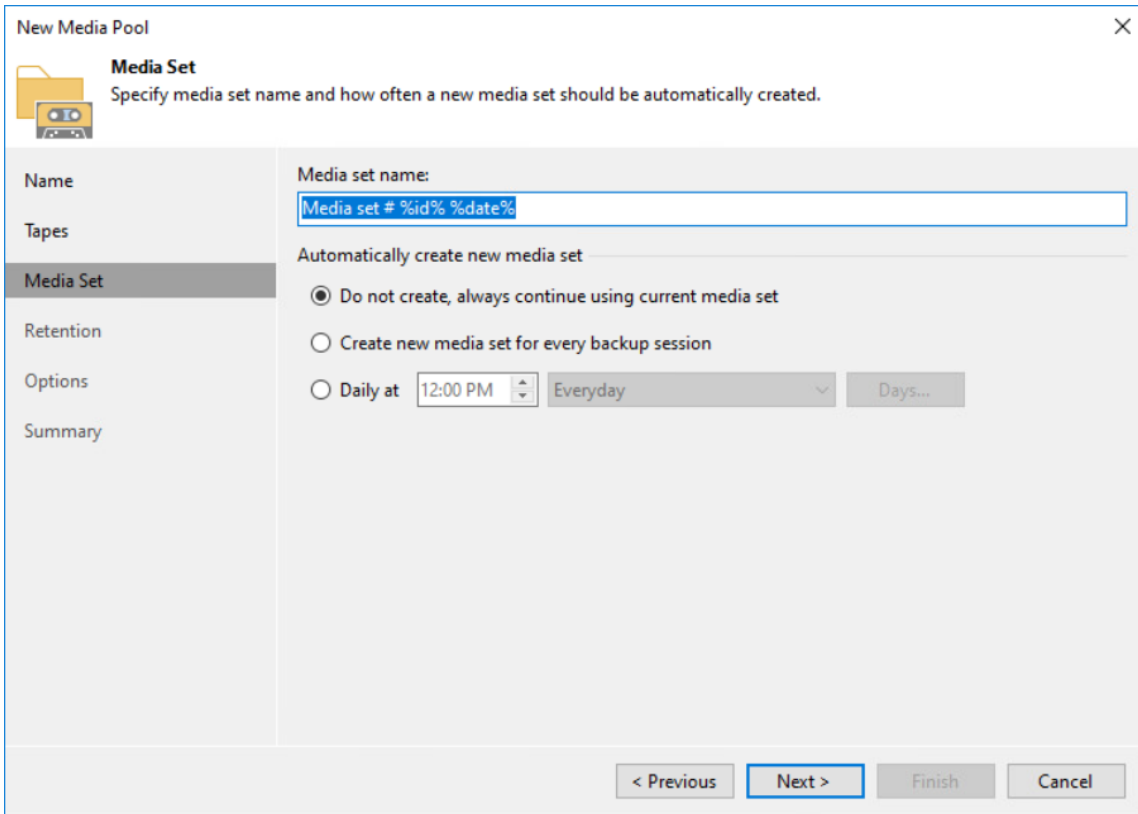 New Media Pool
Media Set
Specify media set name and how often a new media set should be automatically created.
Name
Tapes
Media Set
Retention
Options
Summary
Media set name:
Media set # %id% %date%
Automatically create new media set
Do not create, always continue using current media set
Create new media set for every backup session
Daily at 12:00 PM Everyday Days...
< Previous Next > Finish Cancel